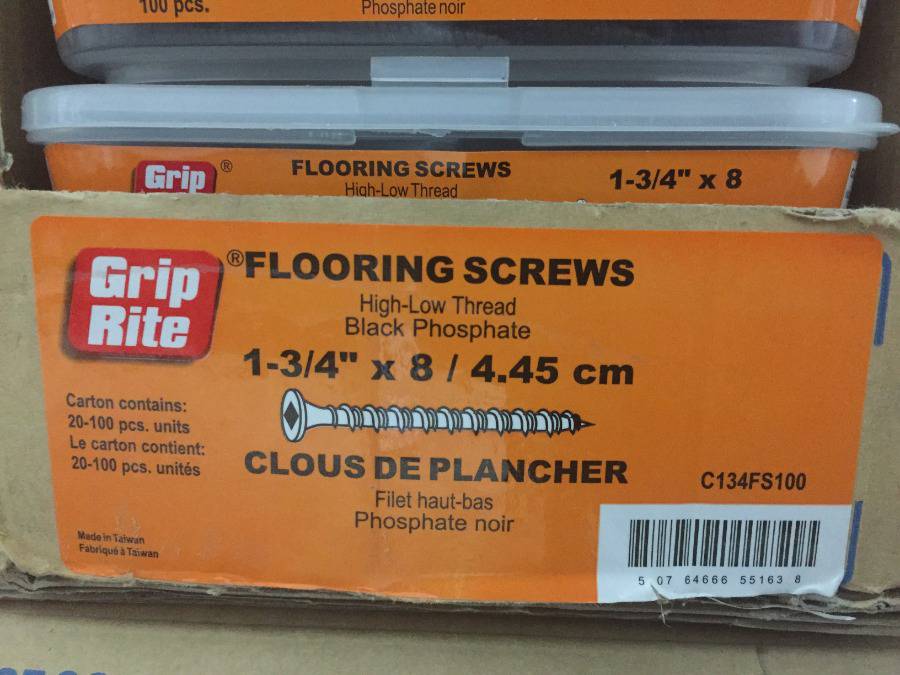 100 pcs.
Phosphate noir
Grip
®
FLOORING SCREWS
High-Low Thread
1-3/4" x 8
Grip
Rite
®FLOORING SCREWS
High-Low Thread
Black Phosphate
1-3/4" x 8 / 4.45 cm
Carton contains:
20-100 pcs. units
Le carton contient:
20-100 pcs. unités
CLOUS DE PLANCHER
Filet haut-bas
Phosphate noir
C134FS100
Made in Taiwan
Fabriqué à Taiwan
5 07 64666 55163 8